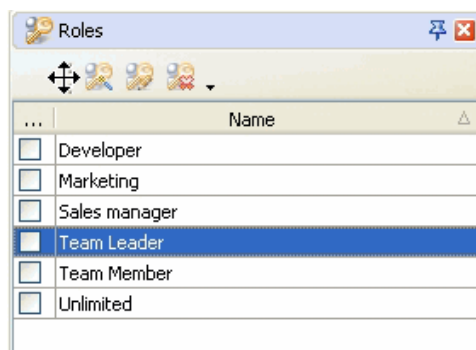 Roles
... Name
Developer
Marketing
Sales manager
Team Leader
Team Member
Unlimited